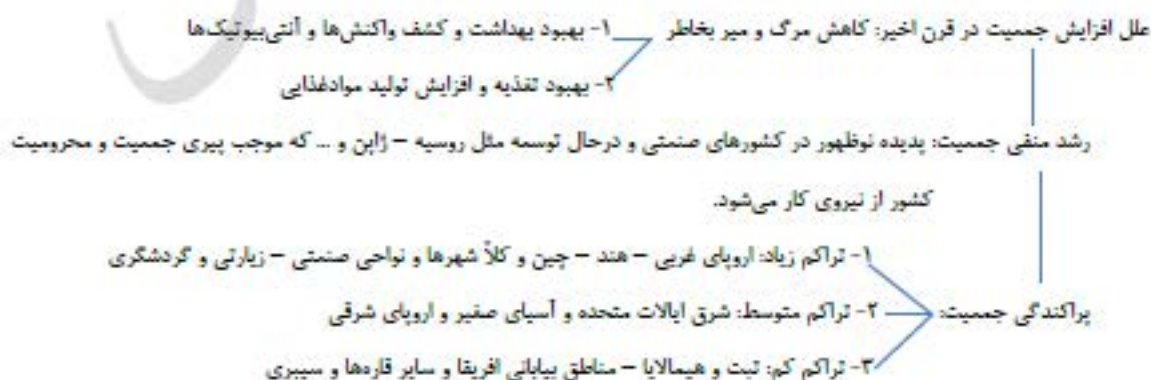 علل افزایش جمعیت در قرن اخیر: کاهش مرگ و میر بخاطر ۱- بهبود بهداشت و کشف واکنش‌ها و آنتی‌بیوتیک‌ها
۲- بهبود تغذیه و افزایش تولید موادغذایی
رشد منفی جمعیت: پدیده نوظهور در کشورهای صنعتی و درحال توسعه مثل روسیه – ژاپن و ... که موجب پیری جمعیت و محرومیت
کشور از نیروی کار می‌شود.
۱- تراکم زیاد: اروپای غربی – هند – چین و کلاً شهرها و نواحی صنعتی – زیارتی و گردشگری
پراکندگی جمعیت: ۲- تراکم متوسط: شرق ایالات متحده و آسیای صغیر و اروپای شرقی
۳- تراکم کم: تبت و هیمالایا – مناطق بیابانی افریقا و سایر قاره‌ها و سیبری